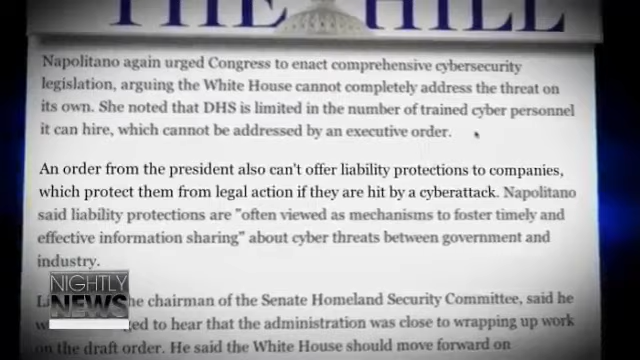 THE HILL
Napolitano again urged Congress to enact comprehensive cybersecurity
legislation, arguing the White House cannot completely address the threat on
its own. She noted that DHS is limited in the number of trained cyber personnel
it can hire, which cannot be addressed by an executive order.
An order from the president also can't offer liability protections to companies,
which protect them from legal action if they are hit by a cyberattack. Napolitano
said liability protections are "often viewed as mechanisms to foster timely and
effective information sharing" about cyber threats between government and
industry.
he chairman of the Senate Homeland Security Committee, said he
ed to hear that the administration was close to wrapping up work
on the draft order. He said the White House should move forward on
NIGHTLY
NEWS